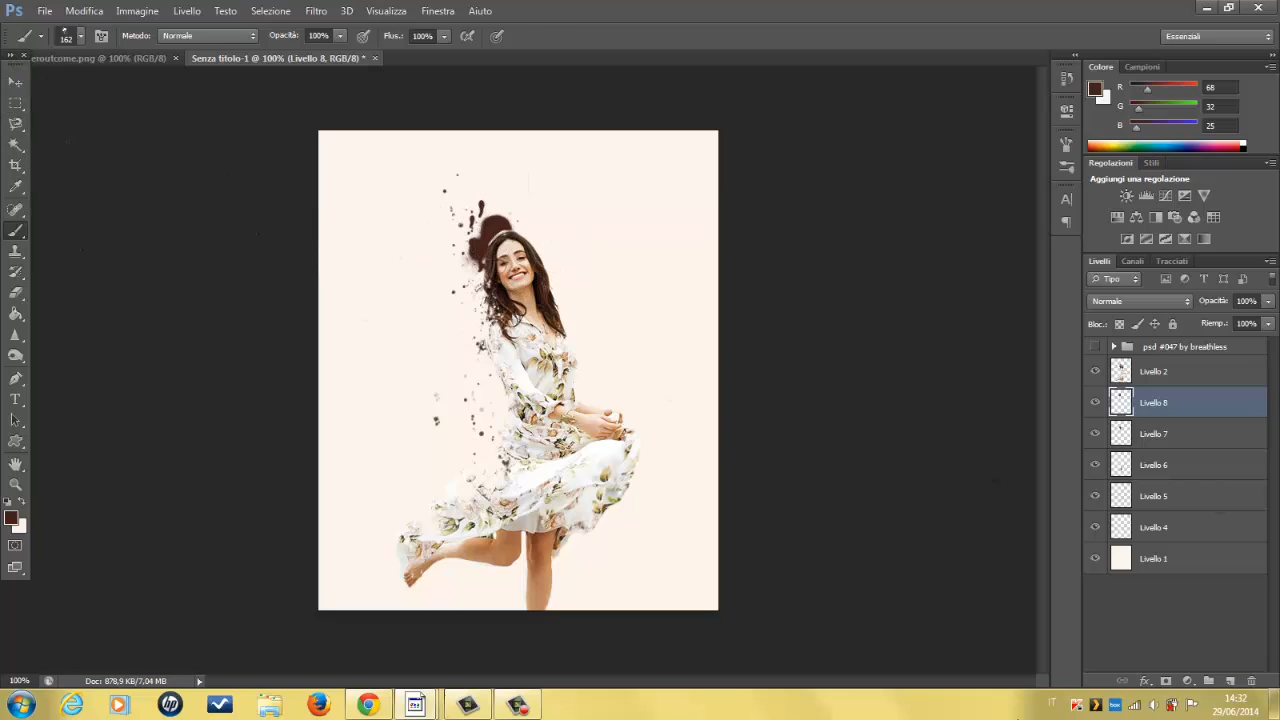 Ps File Modifica Immagine Livello Testo Selezione Filtro 3D Visualizza Finestra Aiuto
162 Metodo: Normale Opacità: 100% Flus.: 100% Essenziali
eroutcome.png @ 100% (RGB/8) × Senza titolo-1 @ 100% (Livello 8, RGB/8) * ×
Colore Campioni
R 68
G 32
B 25
Regolazioni Stili
Aggiungi una regolazione
Livelli Canali Tracciati
Tipo
Normale Opacità: 100%
Bloc.: Riemp.: 100%
psd #047 by breathless
Livello 2
Livello 8
Livello 7
Livello 6
Livello 5
Livello 4
Livello 1
100% Doc: 878,9 KB/7,04 MB
IT 14:32
29/06/2014